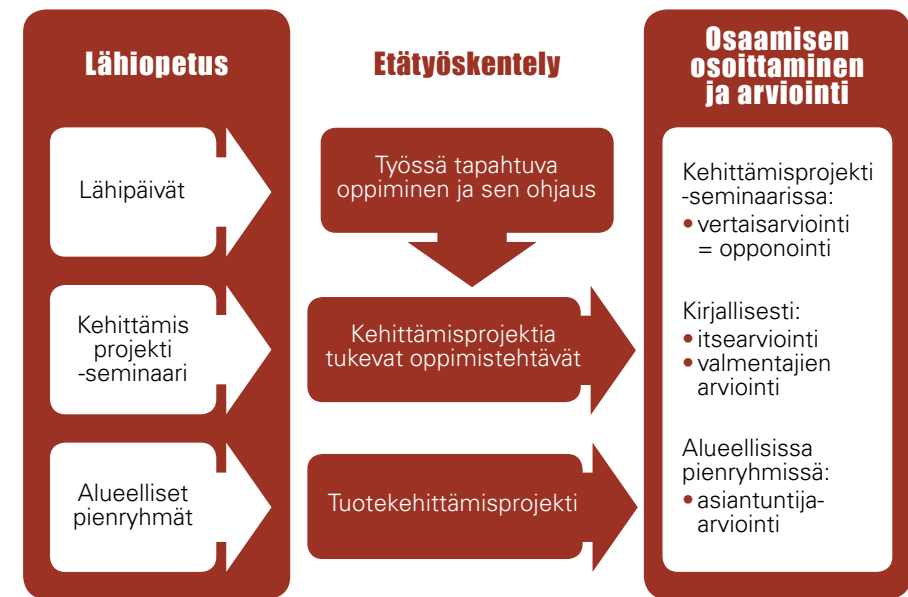 Lähiopetus
Lähipäivät
Kehittämis
projekti
-seminaari
Alueelliset
pienryhmät
Etätyöskentely
Työssä tapahtuva
oppiminen ja sen ohjaus
Kehittämisprojektia
tukevat oppimistehtävät
Tuotekehittämisprojekti
Osaamisen
osoittaminen
ja arviointi
Kehittämisprojekti
-seminaarissa:
• vertaisarviointi
= opponointi
Kirjallisesti:
• itsearviointi
• valmentajien
arviointi
Alueellisissa
pienryhmissä:
• asiantuntija-
arviointi